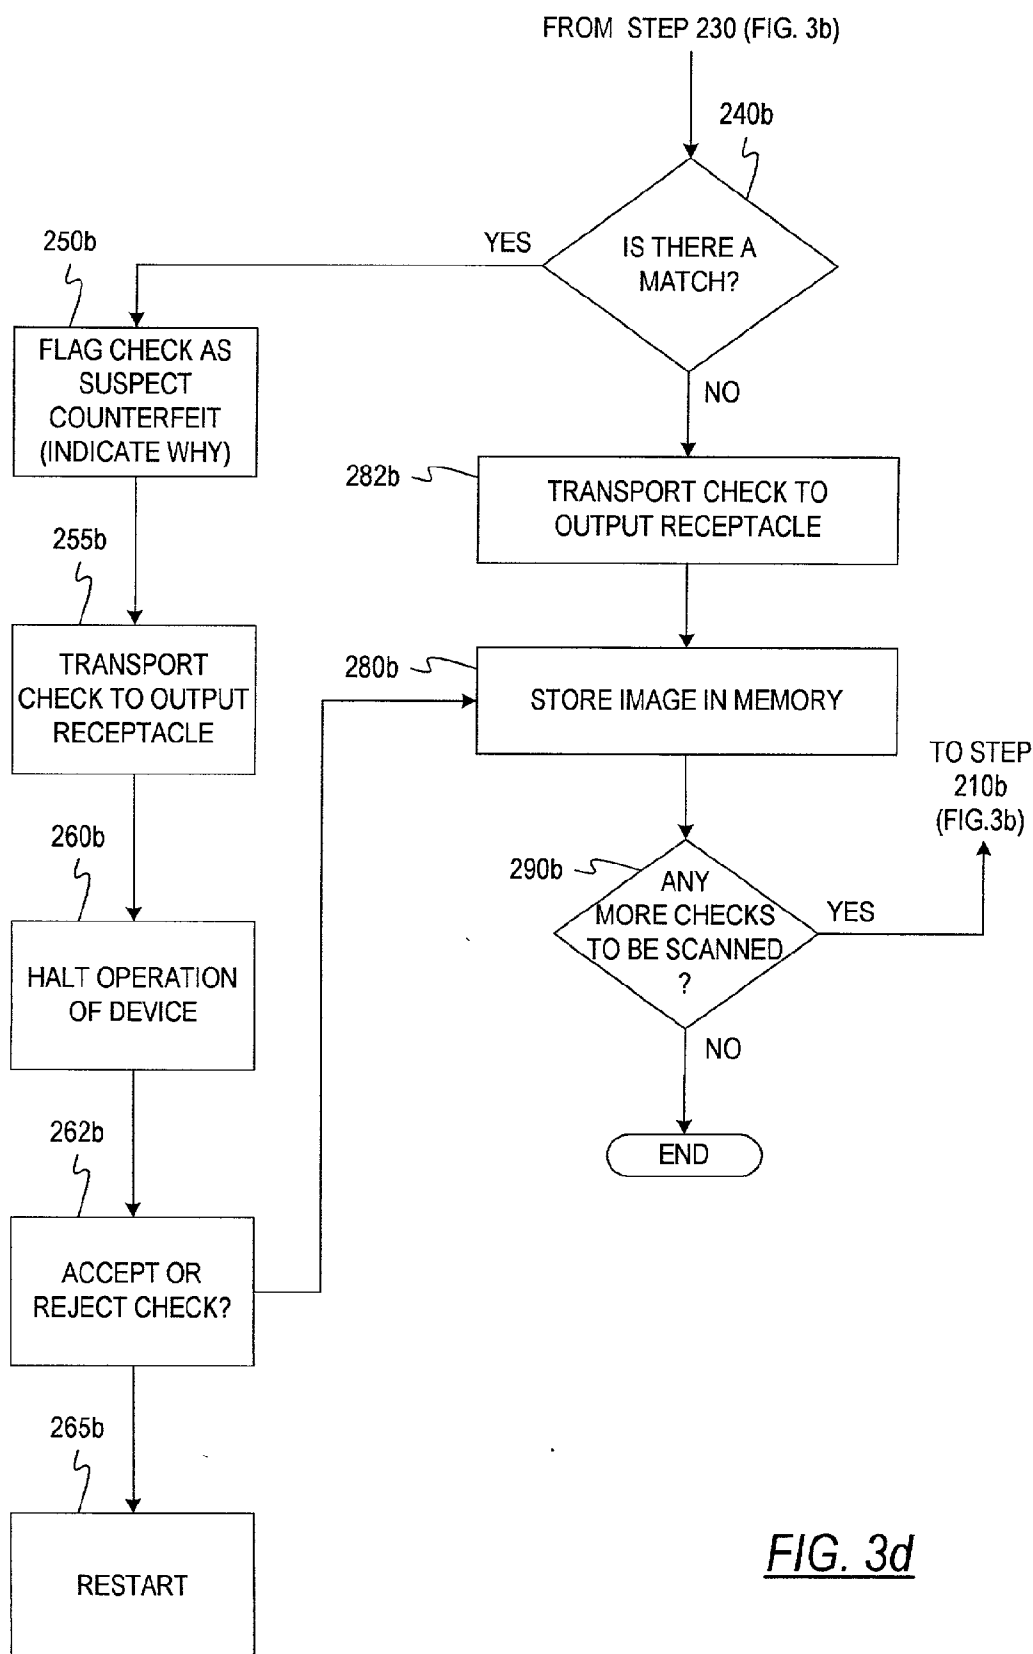 FROM STEP 230 (FIG. 3b)
240b
IS THERE A
MATCH?
YES
NO
250b
FLAG CHECK AS
SUSPECT
COUNTERFEIT
(INDICATE WHY)
255b
TRANSPORT
CHECK TO OUTPUT
RECEPTACLE
260b
HALT OPERATION
OF DEVICE
262b
ACCEPT OR
REJECT CHECK?
265b
RESTART
282b
TRANSPORT CHECK TO
OUTPUT RECEPTACLE
280b
STORE IMAGE IN MEMORY
290b
ANY
MORE CHECKS
TO BE SCANNED
?
YES
TO STEP
210b
(FIG.3b)
NO
END
FIG. 3d